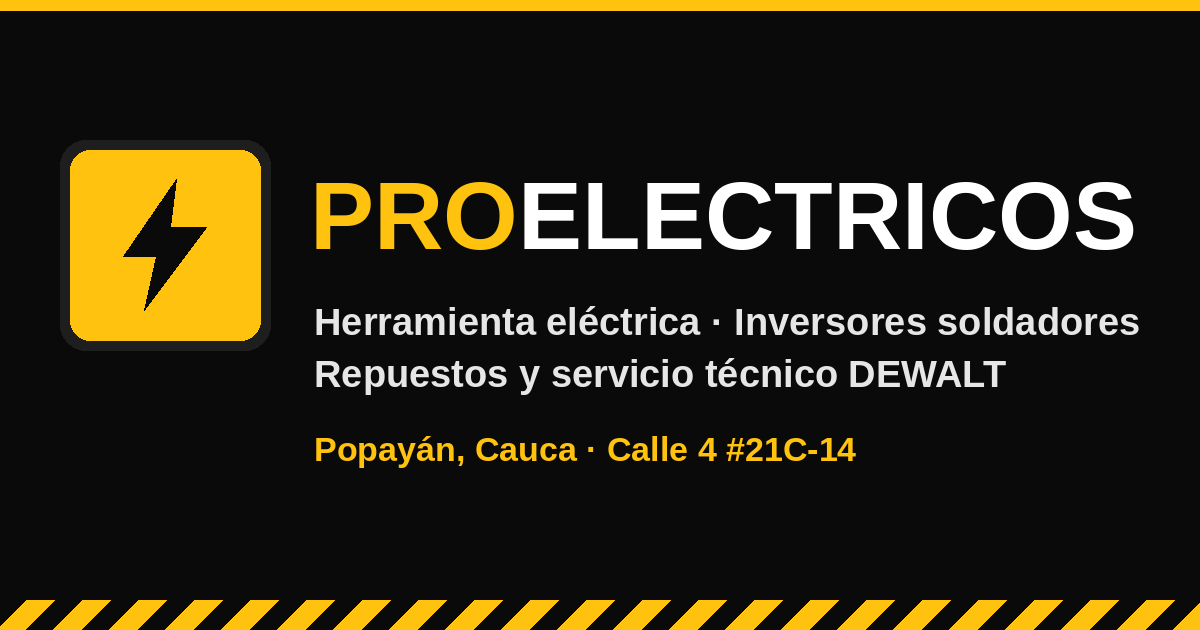 PROELECTRICOS
Herramienta eléctrica · Inversores soldadores
Repuestos y servicio técnico DEWALT
Popayán, Cauca · Calle 4 #21C-14